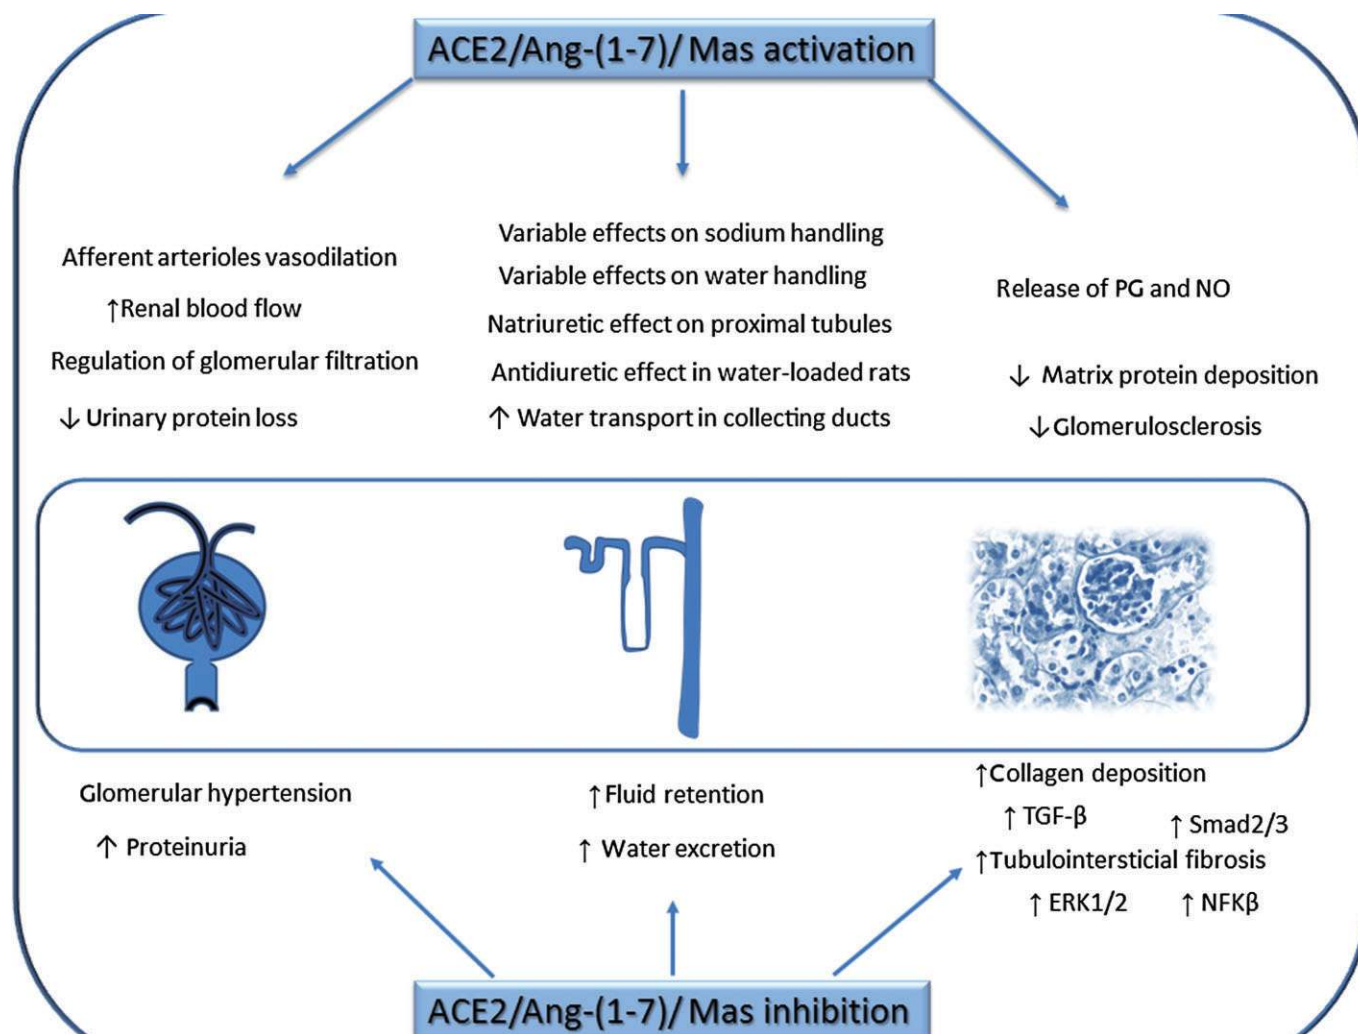 ACE2/Ang-(1-7)/ Mas activation
Afferent arterioles vasodilation
↑Renal blood flow
Regulation of glomerular filtration
↓ Urinary protein loss
Variable effects on sodium handling
Variable effects on water handling
Natriuretic effect on proximal tubules
Antidiuretic effect in water-loaded rats
↑ Water transport in collecting ducts
Release of PG and NO
↓ Matrix protein deposition
↓Glomerulosclerosis
Glomerular hypertension
↑ Proteinuria
↑Fluid retention
↑ Water excretion
↑Collagen deposition
↑ TGF-β ↑ Smad2/3
↑Tubulointersticial fibrosis
↑ ERK1/2 ↑ NFKβ
ACE2/Ang-(1-7)/ Mas inhibition